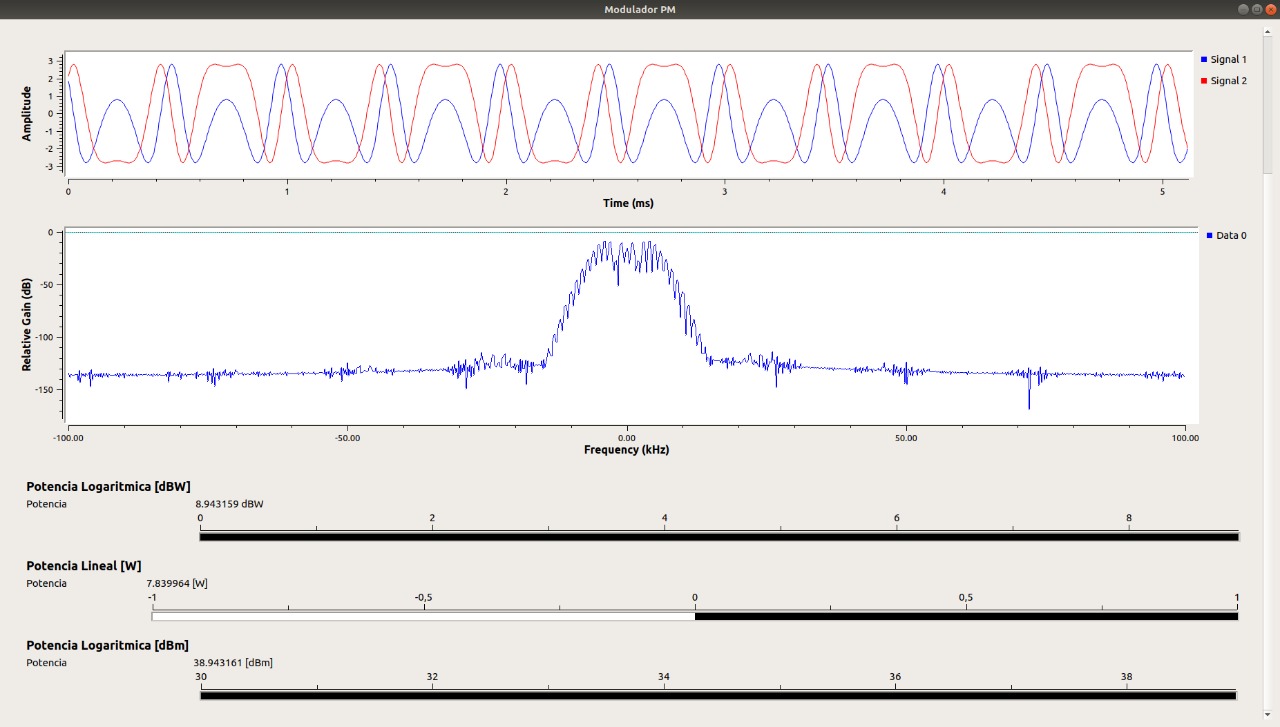 Modulador PM
3
2
1
0
-1
-2
-3
Amplitude
Signal 1
Signal 2
0 1 2 3 4 5
Time (ms)
0
-50
-100
-150
Relative Gain (dB)
Data 0
-100.00 -50.00 0.00 50.00 100.00
Frequency (kHz)
Potencia Logaritmica [dBW]
Potencia 8.943159 dBW
0 2 4 6 8
Potencia Lineal [W]
Potencia 7.839964 [W]
-1 -0,5 0 0,5 1
Potencia Logaritmica [dBm]
Potencia 38.943161 [dBm]
30 32 34 36 38